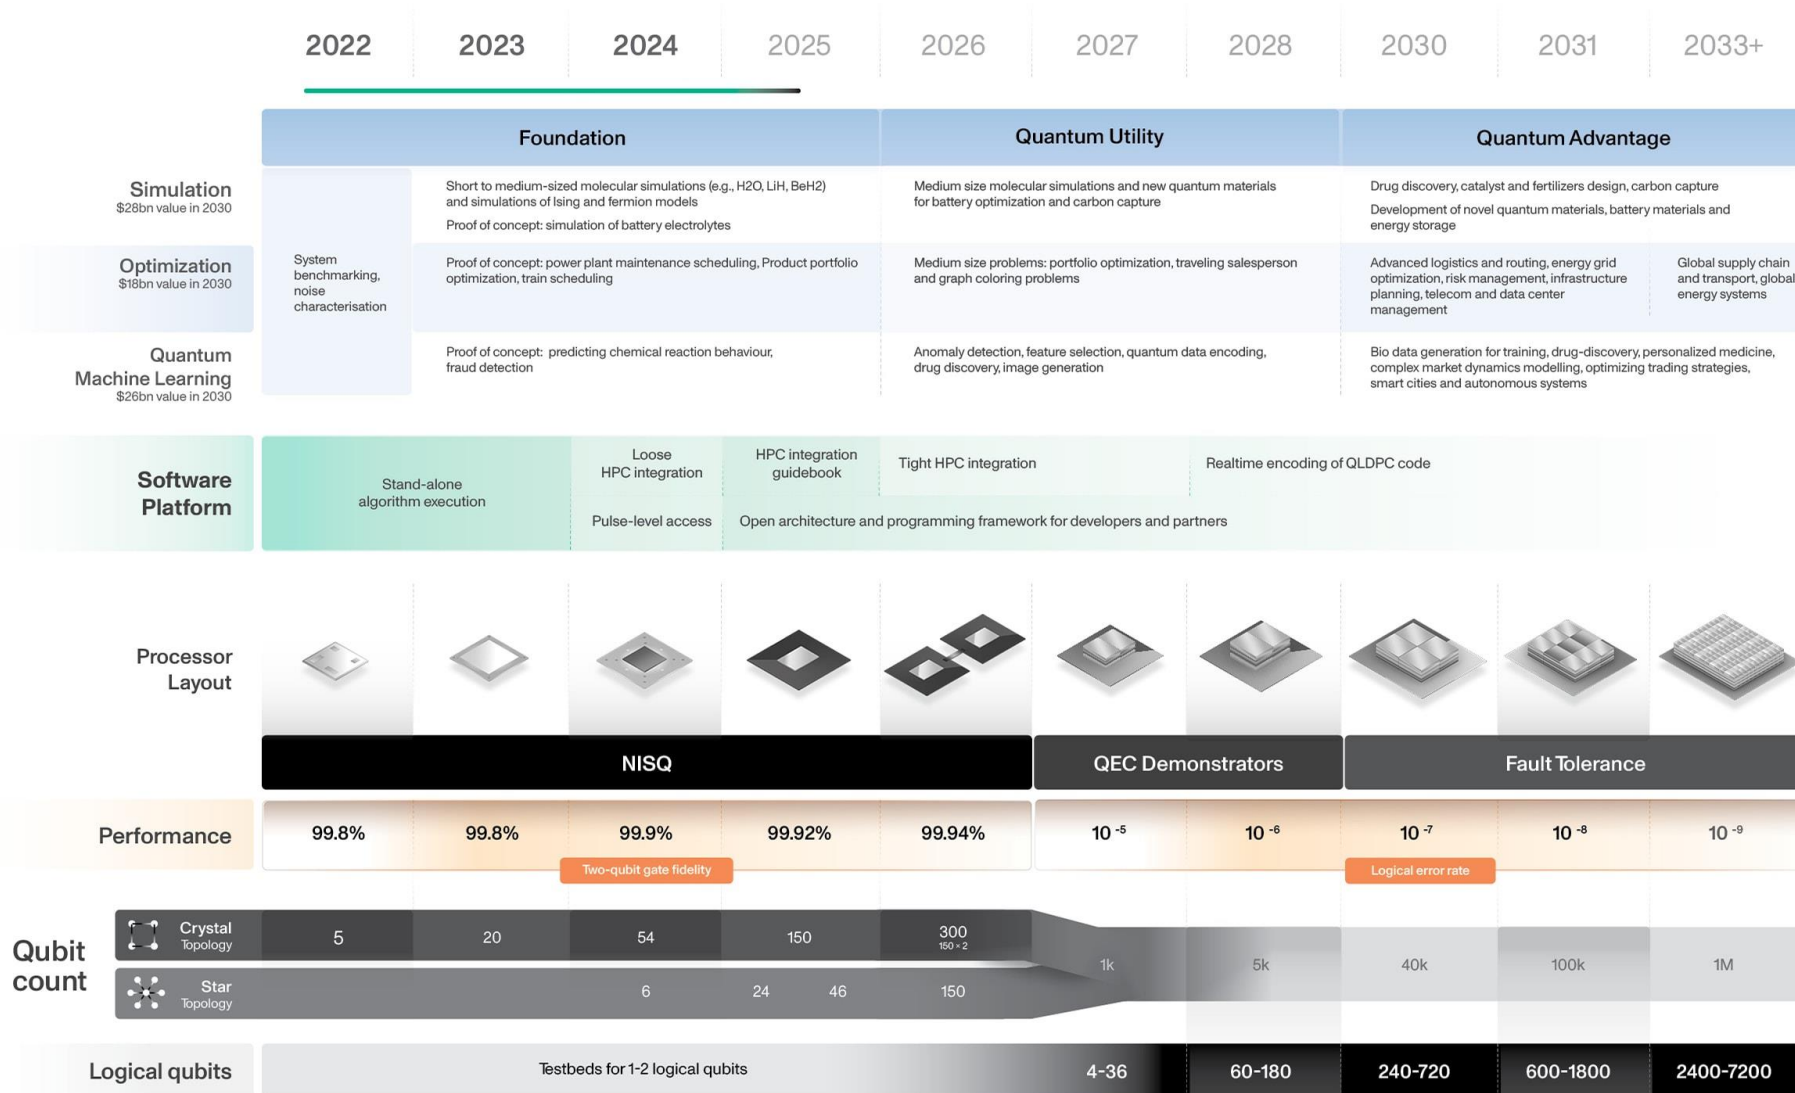 2022 2023 2024 2025 2026 2027 2028 2030 2031 2033+
Foundation Quantum Utility Quantum Advantage
Simulation
$28bn value in 2030
Short to medium-sized molecular simulations (e.g., H2O, LiH, BeH2)
and simulations of Ising and fermion models
Proof of concept: simulation of battery electrolytes
Medium size molecular simulations and new quantum materials
for battery optimization and carbon capture
Drug discovery, catalyst and fertilizers design, carbon capture
Development of novel quantum materials, battery materials and
energy storage
Optimization
$18bn value in 2030
System
benchmarking,
noise
characterisation
Proof of concept: power plant maintenance scheduling, Product portfolio
optimization, train scheduling
Medium size problems: portfolio optimization, traveling salesperson
and graph coloring problems
Advanced logistics and routing, energy grid
optimization, risk management, infrastructure
planning, telecom and data center
management
Global supply chain
and transport, global
energy systems
Quantum
Machine Learning
$26bn value in 2030
Proof of concept: predicting chemical reaction behaviour,
fraud detection
Anomaly detection, feature selection, quantum data encoding,
drug discovery, image generation
Bio data generation for training, drug-discovery, personalized medicine,
complex market dynamics modelling, optimizing trading strategies,
smart cities and autonomous systems
Software
Platform
Stand-alone
algorithm execution
Loose
HPC integration
HPC integration
guidebook
Tight HPC integration
Realtime encoding of QLDPC code
Pulse-level access
Open architecture and programming framework for developers and partners
Processor
Layout
NISQ QEC Demonstrators Fault Tolerance
Performance
99.8% 99.8% 99.9% 99.92% 99.94% 10 -5 10 -6 10 -7 10 -8 10 -9
Two-qubit gate fidelity Logical error rate
Qubit
count
Crystal
Topology
5 20 54 150 300
150 × 2
1k 5k 40k 100k 1M
Star
Topology
6 24 46 150
Logical qubits
Testbeds for 1-2 logical qubits
4-36 60-180 240-720 600-1800 2400-7200